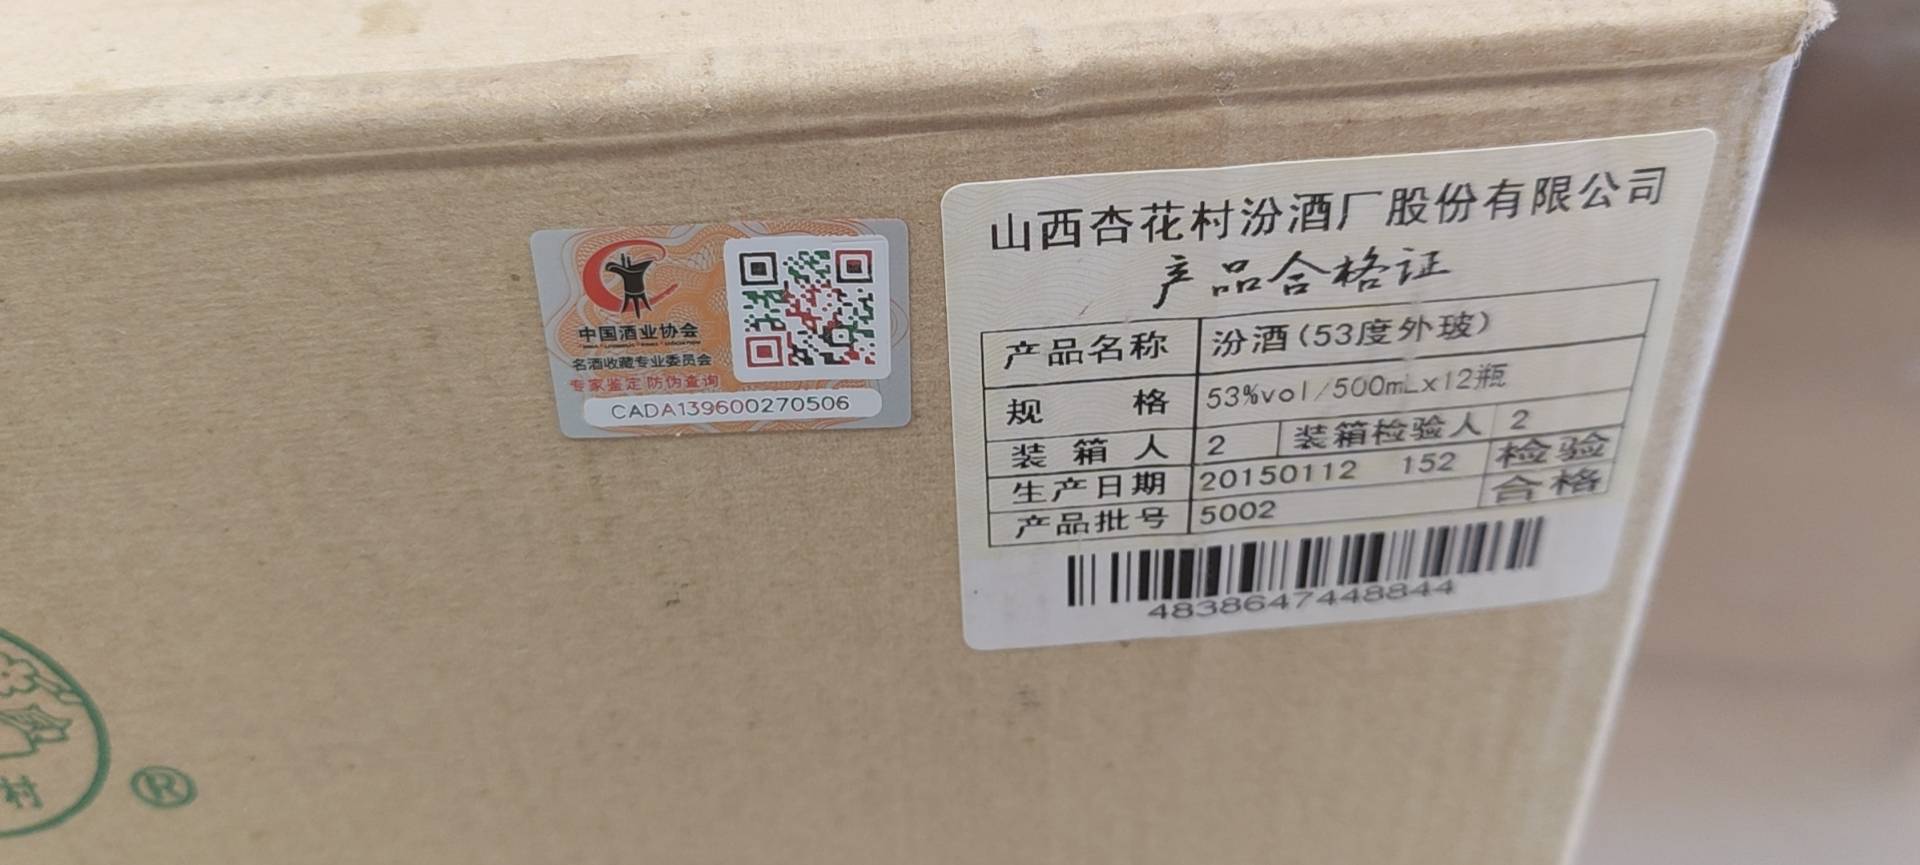 中国酒业协会
名酒收藏专业委员会
专家鉴定 防伪查询
CADA139600270506
山西杏花村汾酒厂股份有限公司
产品合格证
产品名称 汾酒(53度外玻)
规 格 53%vol/500mLx12瓶
装 箱 人 2 装箱检验人 2
生产日期 20150112 152 检验
产品批号 5002 合格
4838647448844
村
®